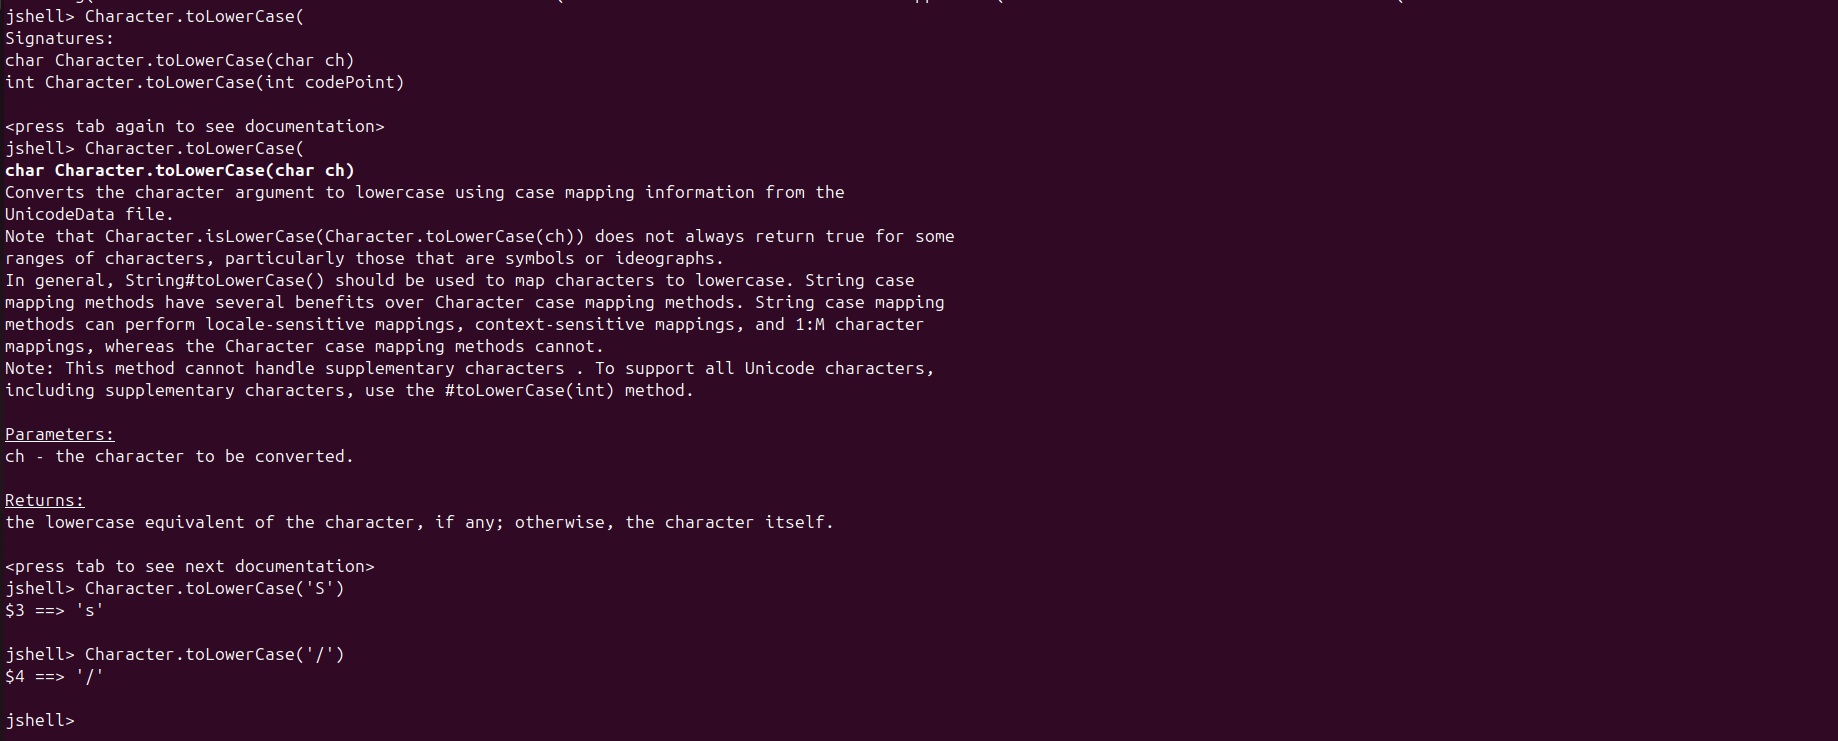 jshell> Character.toLowerCase(
Signatures:
char Character.toLowerCase(char ch)
int Character.toLowerCase(int codePoint)
<press tab again to see documentation>
jshell> Character.toLowerCase(
char Character.toLowerCase(char ch)
Converts the character argument to lowercase using case mapping information from the
UnicodeData file.
Note that Character.isLowerCase(Character.toLowerCase(ch)) does not always return true for some
ranges of characters, particularly those that are symbols or ideographs.
In general, String#toLowerCase() should be used to map characters to lowercase. String case
mapping methods have several benefits over Character case mapping methods. String case mapping
methods can perform locale-sensitive mappings, context-sensitive mappings, and 1:M character
mappings, whereas the Character case mapping methods cannot.
Note: This method cannot handle supplementary characters . To support all Unicode characters,
including supplementary characters, use the #toLowerCase(int) method.
Parameters:
ch - the character to be converted.
Returns:
the lowercase equivalent of the character, if any; otherwise, the character itself.
<press tab to see next documentation>
jshell> Character.toLowerCase('S')
$3 ==> 's'
jshell> Character.toLowerCase('/')
$4 ==> '/'
jshell>